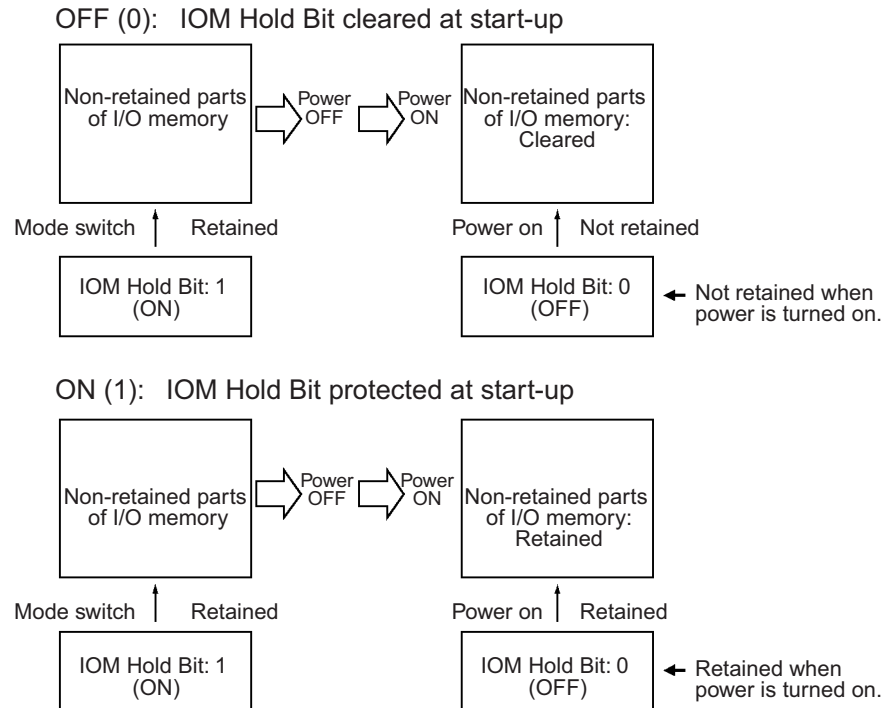 OFF (0): IOM Hold Bit cleared at start-up
Non-retained parts
of I/O memory
Power
OFF
Power
ON
Non-retained parts
of I/O memory:
Cleared
Mode switch
Retained
Power on
Not retained
IOM Hold Bit: 1
(ON)
IOM Hold Bit: 0
(OFF)
Not retained when
power is turned on.
ON (1): IOM Hold Bit protected at start-up
Non-retained parts
of I/O memory
Power
OFF
Power
ON
Non-retained parts
of I/O memory:
Retained
Mode switch
Retained
Power on
Retained
IOM Hold Bit: 1
(ON)
IOM Hold Bit: 0
(OFF)
Retained when
power is turned on.